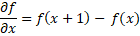 ∂f/∂x = f(x + 1) − f(x)